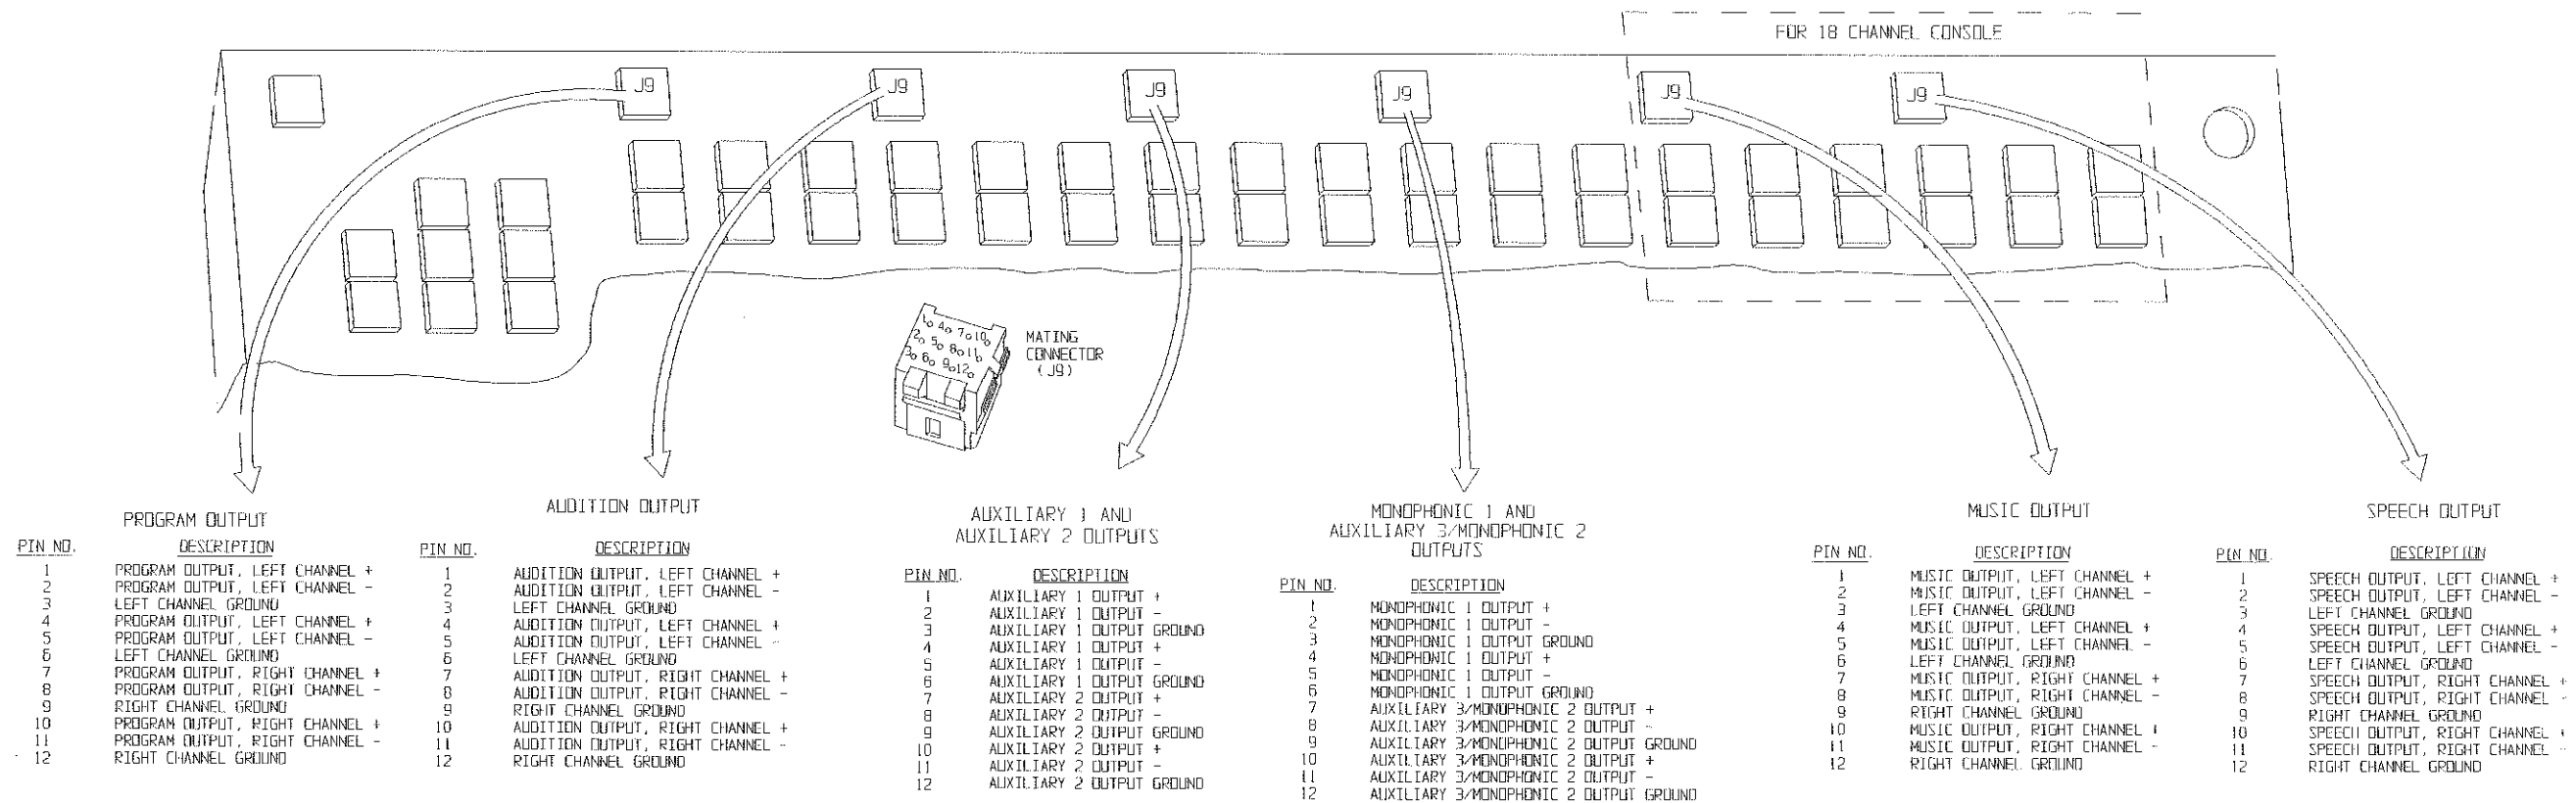 FOR 18 CHANNEL CONSOLE
J9
J9
J9
J9
J9
J9
1 4 7 10
2 5 8 11
3 6 9 12
MATING
CONNECTOR
(J9)
PROGRAM OUTPUT
PIN NO. DESCRIPTION
1 PROGRAM OUTPUT, LEFT CHANNEL +
2 PROGRAM OUTPUT, LEFT CHANNEL -
3 LEFT CHANNEL GROUND
4 PROGRAM OUTPUT, LEFT CHANNEL +
5 PROGRAM OUTPUT, LEFT CHANNEL -
6 LEFT CHANNEL GROUND
7 PROGRAM OUTPUT, RIGHT CHANNEL +
8 PROGRAM OUTPUT, RIGHT CHANNEL -
9 RIGHT CHANNEL GROUND
10 PROGRAM OUTPUT, RIGHT CHANNEL +
11 PROGRAM OUTPUT, RIGHT CHANNEL -
12 RIGHT CHANNEL GROUND
AUDITION OUTPUT
PIN NO. DESCRIPTION
1 AUDITION OUTPUT, LEFT CHANNEL +
2 AUDITION OUTPUT, LEFT CHANNEL -
3 LEFT CHANNEL GROUND
4 AUDITION OUTPUT, LEFT CHANNEL +
5 AUDITION OUTPUT, LEFT CHANNEL -
6 LEFT CHANNEL GROUND
7 AUDITION OUTPUT, RIGHT CHANNEL +
8 AUDITION OUTPUT, RIGHT CHANNEL -
9 RIGHT CHANNEL GROUND
10 AUDITION OUTPUT, RIGHT CHANNEL +
11 AUDITION OUTPUT, RIGHT CHANNEL -
12 RIGHT CHANNEL GROUND
AUXILIARY 1 AND
AUXILIARY 2 OUTPUTS
PIN NO. DESCRIPTION
1 AUXILIARY 1 OUTPUT +
2 AUXILIARY 1 OUTPUT -
3 AUXILIARY 1 OUTPUT GROUND
4 AUXILIARY 1 OUTPUT +
5 AUXILIARY 1 OUTPUT -
6 AUXILIARY 1 OUTPUT GROUND
7 AUXILIARY 2 OUTPUT +
8 AUXILIARY 2 OUTPUT -
9 AUXILIARY 2 OUTPUT GROUND
10 AUXILIARY 2 OUTPUT +
11 AUXILIARY 2 OUTPUT -
12 AUXILIARY 2 OUTPUT GROUND
MONOPHONIC 1 AND
AUXILIARY 3/MONOPHONIC 2
OUTPUTS
PIN NO. DESCRIPTION
1 MONOPHONIC 1 OUTPUT +
2 MONOPHONIC 1 OUTPUT -
3 MONOPHONIC 1 OUTPUT GROUND
4 MONOPHONIC 1 OUTPUT +
5 MONOPHONIC 1 OUTPUT -
6 MONOPHONIC 1 OUTPUT GROUND
7 AUXILIARY 3/MONOPHONIC 2 OUTPUT +
8 AUXILIARY 3/MONOPHONIC 2 OUTPUT -
9 AUXILIARY 3/MONOPHONIC 2 OUTPUT GROUND
10 AUXILIARY 3/MONOPHONIC 2 OUTPUT +
11 AUXILIARY 3/MONOPHONIC 2 OUTPUT -
12 AUXILIARY 3/MONOPHONIC 2 OUTPUT GROUND
MUSIC OUTPUT
PIN NO. DESCRIPTION
1 MUSIC OUTPUT, LEFT CHANNEL +
2 MUSIC OUTPUT, LEFT CHANNEL -
3 LEFT CHANNEL GROUND
4 MUSIC OUTPUT, LEFT CHANNEL +
5 MUSIC OUTPUT, LEFT CHANNEL -
6 LEFT CHANNEL GROUND
7 MUSIC OUTPUT, RIGHT CHANNEL +
8 MUSIC OUTPUT, RIGHT CHANNEL -
9 RIGHT CHANNEL GROUND
10 MUSIC OUTPUT, RIGHT CHANNEL +
11 MUSIC OUTPUT, RIGHT CHANNEL -
12 RIGHT CHANNEL GROUND
SPEECH OUTPUT
PIN NO. DESCRIPTION
1 SPEECH OUTPUT, LEFT CHANNEL +
2 SPEECH OUTPUT, LEFT CHANNEL -
3 LEFT CHANNEL GROUND
4 SPEECH OUTPUT, LEFT CHANNEL +
5 SPEECH OUTPUT, LEFT CHANNEL -
6 LEFT CHANNEL GROUND
7 SPEECH OUTPUT, RIGHT CHANNEL +
8 SPEECH OUTPUT, RIGHT CHANNEL -
9 RIGHT CHANNEL GROUND
10 SPEECH OUTPUT, RIGHT CHANNEL +
11 SPEECH OUTPUT, RIGHT CHANNEL -
12 RIGHT CHANNEL GROUND